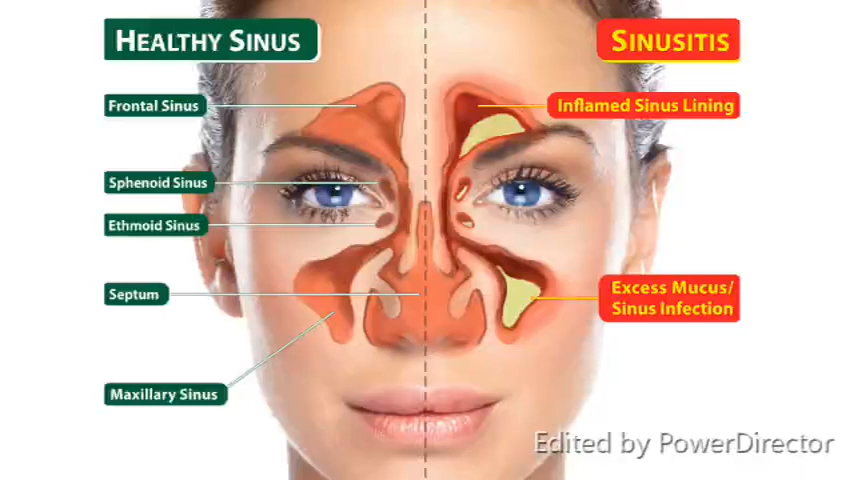 HEALTHY SINUS
SINUSITIS
Frontal Sinus
Inflamed Sinus Lining
Sphenoid Sinus
Ethmoid Sinus
Septum
Excess Mucus/
Sinus Infection
Maxillary Sinus
Edited by PowerDirector